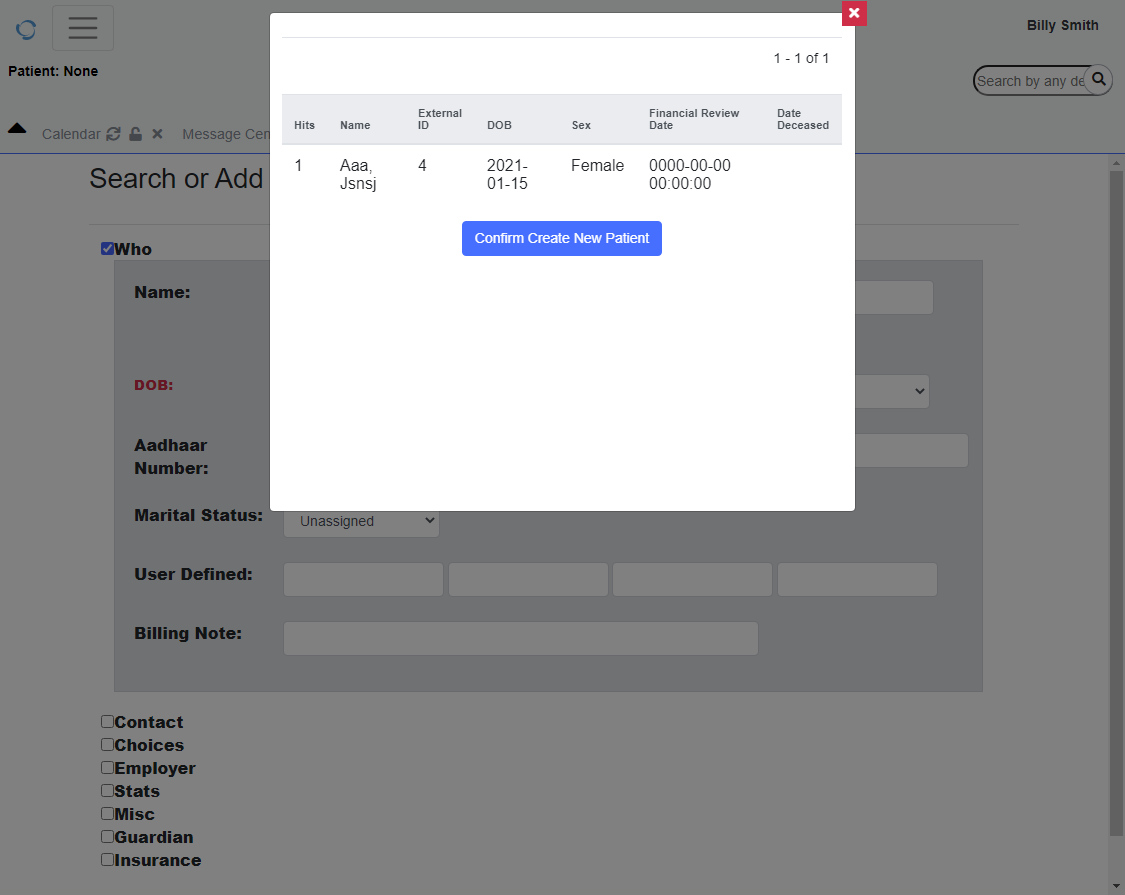 Billy Smith
Patient: None
Search by any de
Calendar
Message Cen
Search or Add
1 - 1 of 1
Hits Name External ID DOB Sex Financial Review Date Date Deceased
1 Aaa, Jsnsj 4 2021-01-15 Female 0000-00-00 00:00:00
Confirm Create New Patient
Who
Name:
DOB:
Aadhaar
Number:
Marital Status: Unassigned
User Defined:
Billing Note:
Contact
Choices
Employer
Stats
Misc
Guardian
Insurance